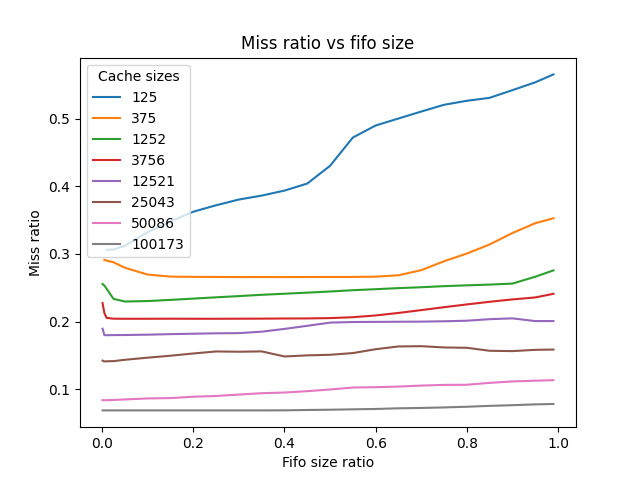 Miss ratio vs fifo size
Cache sizes
125
375
1252
3756
12521
25043
50086
100173
0.5
0.4
0.3
0.2
0.1
Miss ratio
0.0 0.2 0.4 0.6 0.8 1.0
Fifo size ratio